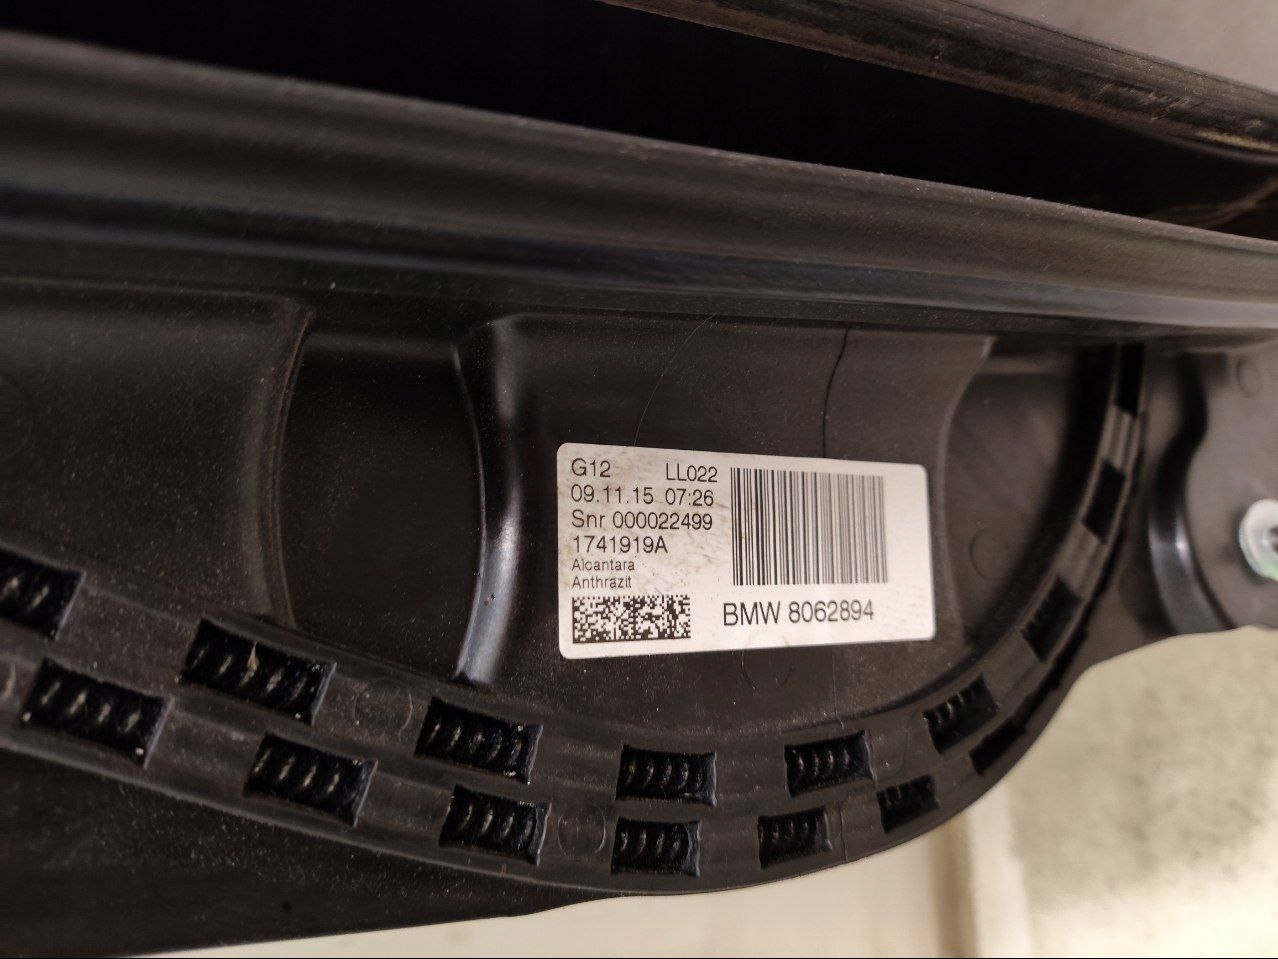 G12 LL022
09.11.15 07:26
Snr 000022499
1741919A
Alcantara
Anthrazit
BMW 8062894